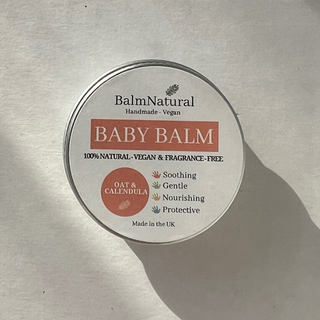 BalmNatural
Handmade - Vegan
BABY BALM
100% NATURAL - VEGAN & FRAGRANCE - FREE
OAT &
CALENDULA
Soothing
Gentle
Nourishing
Protective
Made in the UK